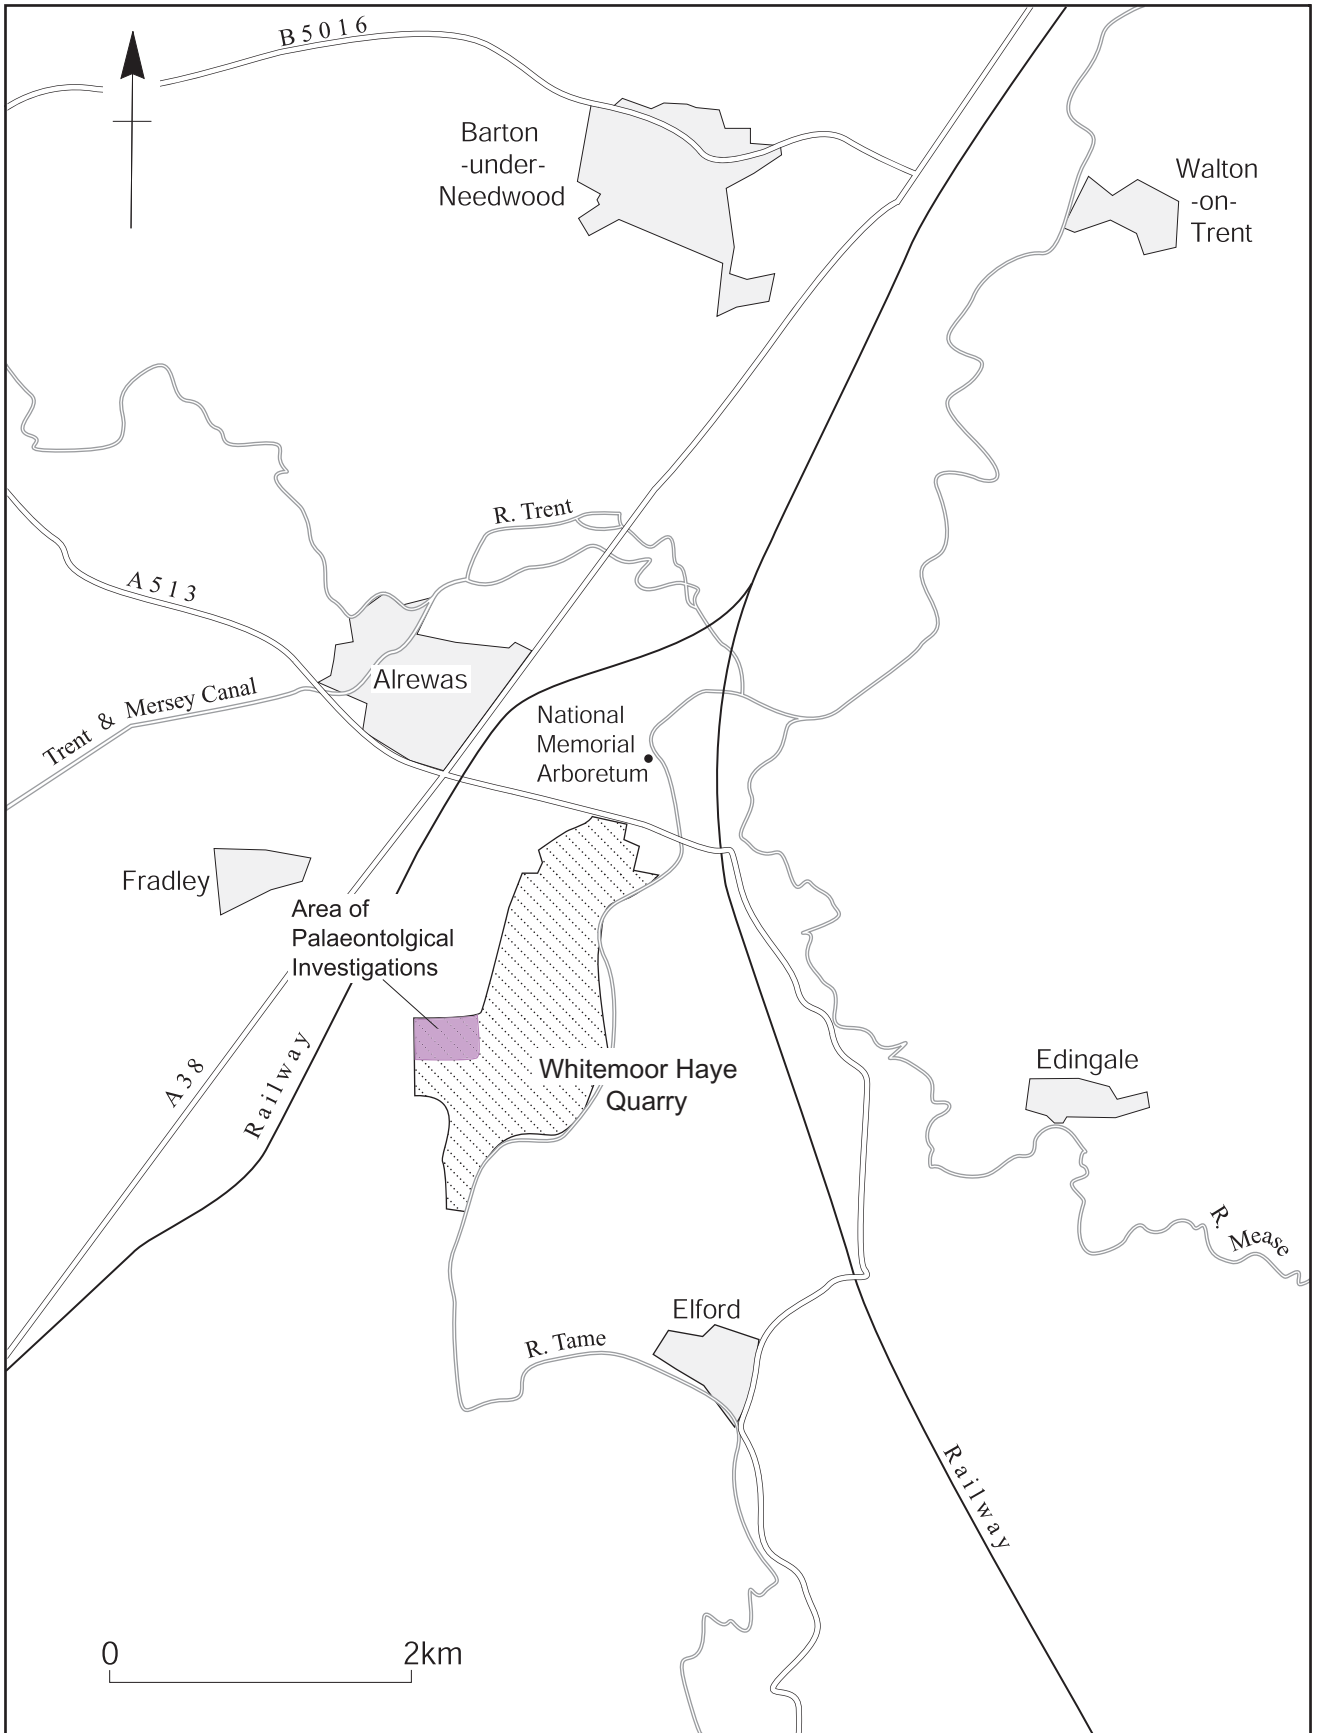 B5016
Barton
-under-
Needwood
Walton
-on-
Trent
R. Trent
A513
Alrewas
Trent & Mersey Canal
National
Memorial
Arboretum
Fradley
Area of
Palaeontolgical
Investigations
A38
Railway
Whitemoor Haye
Quarry
Edingale
R. Mease
Elford
R. Tame
Railway
0 2km